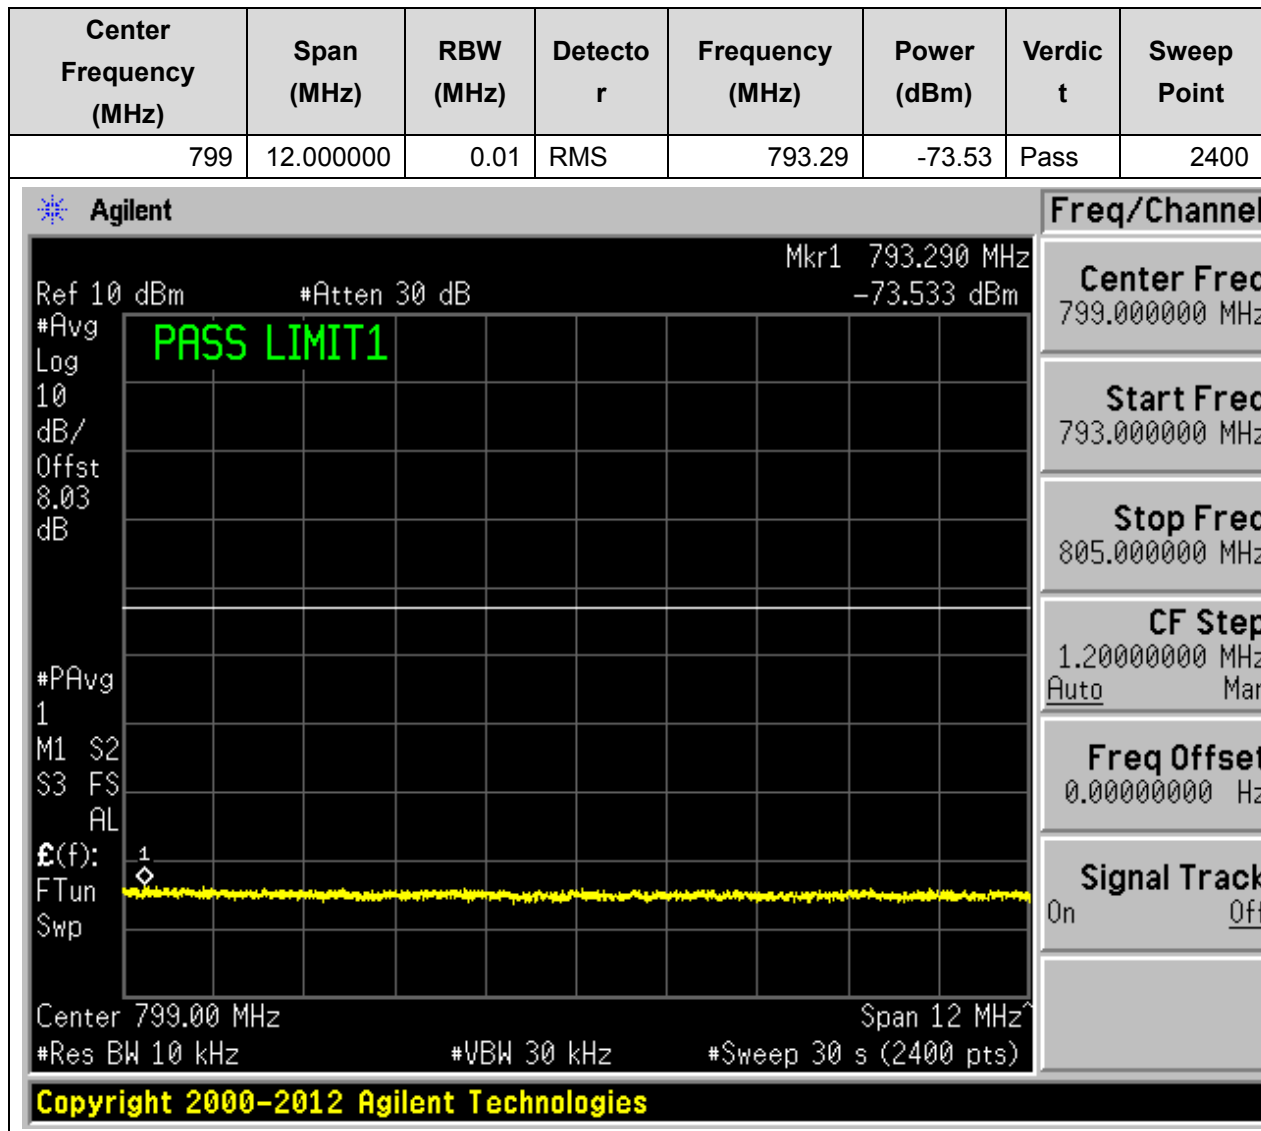 Center Frequency (MHz) Span (MHz) RBW (MHz) Detecto r Frequency (MHz) Power (dBm) Verdic t Sweep Point
799 12.000000 0.01 RMS 793.29 -73.53 Pass 2400
Agilent
Freq/Channel
Mkr1 793.290 MHz
Ref 10 dBm #Atten 30 dB -73.533 dBm
#Avg
Log
10
dB/
Offst
8.03
dB
PASS LIMIT1
#PAvg
1
M1 S2
S3 FS
AL
£(f):
FTun
Swp
1
Center 799.00 MHz Span 12 MHz^
#Res BW 10 kHz #VBW 30 kHz #Sweep 30 s (2400 pts)
Center Freq
799.000000 MHz
Start Freq
793.000000 MHz
Stop Freq
805.000000 MHz
CF Step
1.20000000 MHz
Auto Man
Freq Offset
0.00000000 Hz
Signal Track
On Off
Copyright 2000-2012 Agilent Technologies